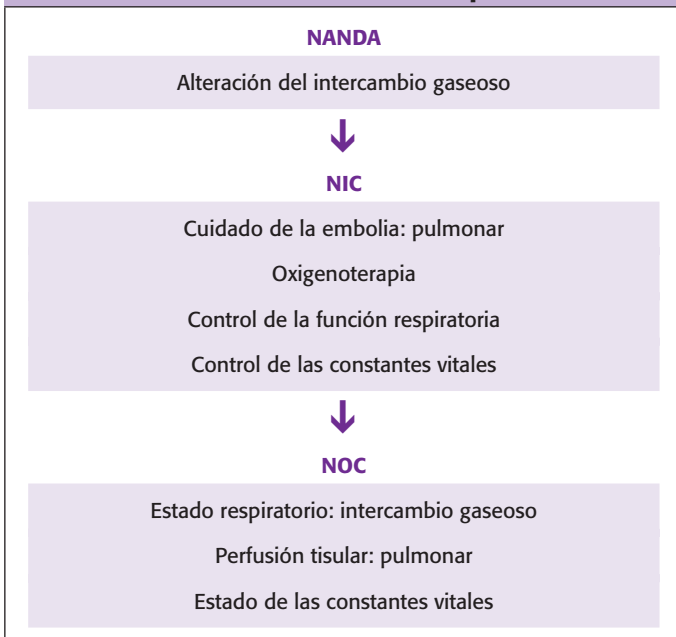 NANDA
Alteración del intercambio gaseoso
NIC
Cuidado de la embolia: pulmonar
Oxigenoterapia
Control de la función respiratoria
Control de las constantes vitales
NOC
Estado respiratorio: intercambio gaseoso
Perfusión tisular: pulmonar
Estado de las constantes vitales